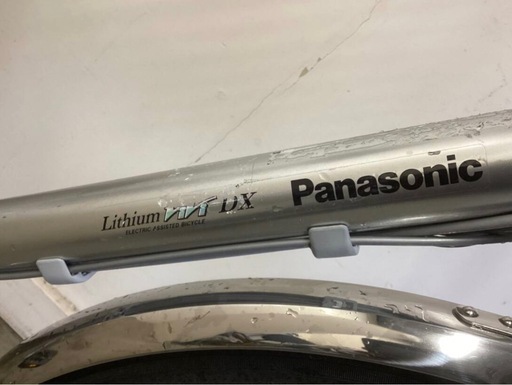 Lithium ViVi DX Panasonic
ELECTRIC ASSISTED BICYCLE